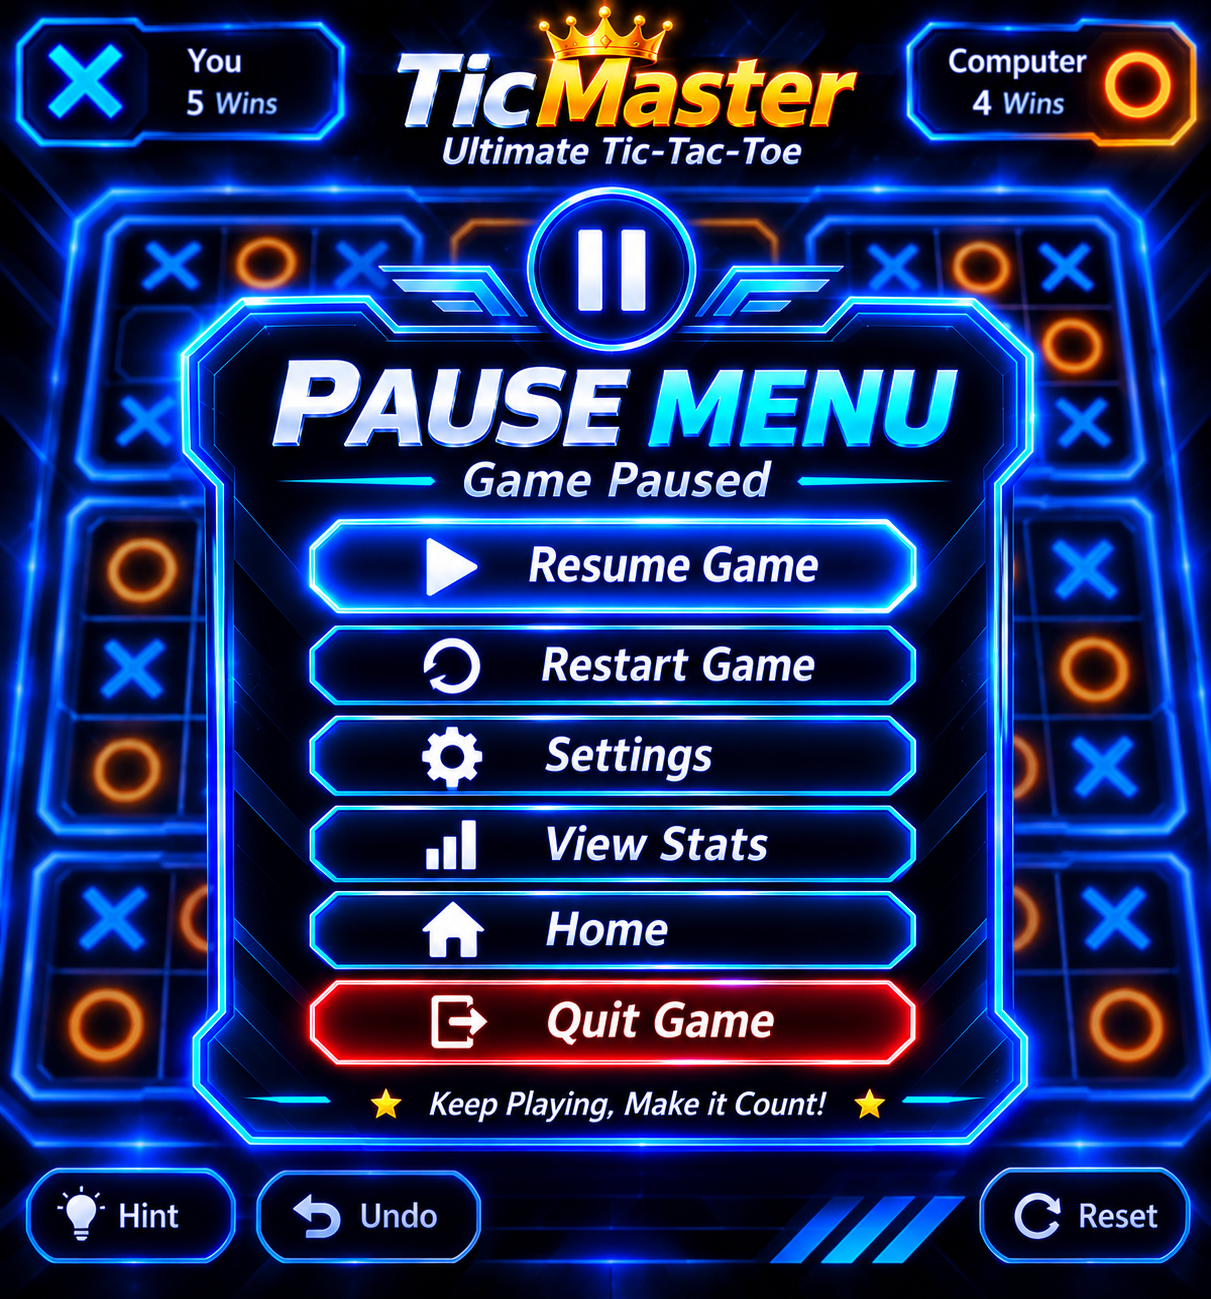 You
5 Wins
TicMaster
Ultimate Tic-Tac-Toe
Computer
4 Wins
PAUSE MENU
Game Paused
Resume Game
Restart Game
Settings
View Stats
Home
Quit Game
Keep Playing, Make it Count!
Hint
Undo
Reset